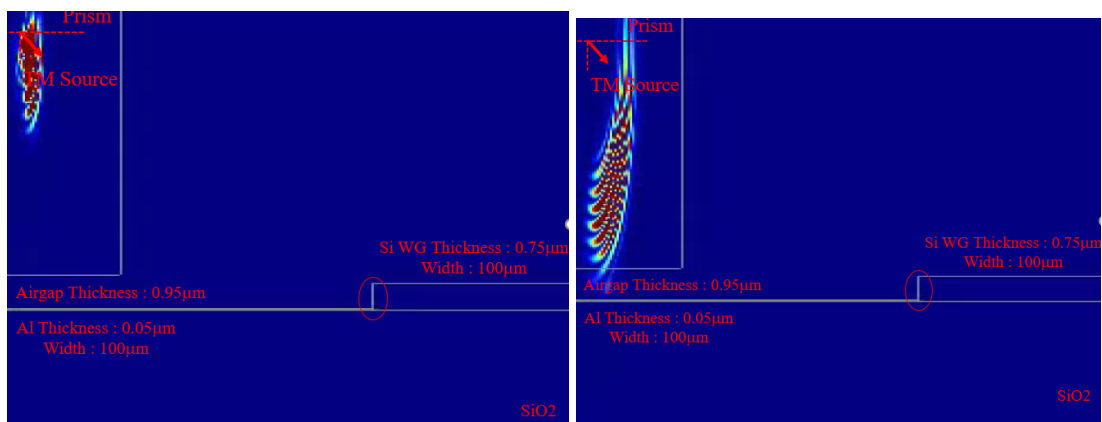 Prism
TM Source
Si WG Thickness : 0.75μm
Width : 100μm
Airgap Thickness : 0.95μm
Al Thickness : 0.05μm
Width : 100μm
SiO2
Prism
TM Source
Si WG Thickness : 0.75μm
Width : 100μm
Airgap Thickness : 0.95μm
Al Thickness : 0.05μm
Width : 100μm
SiO2